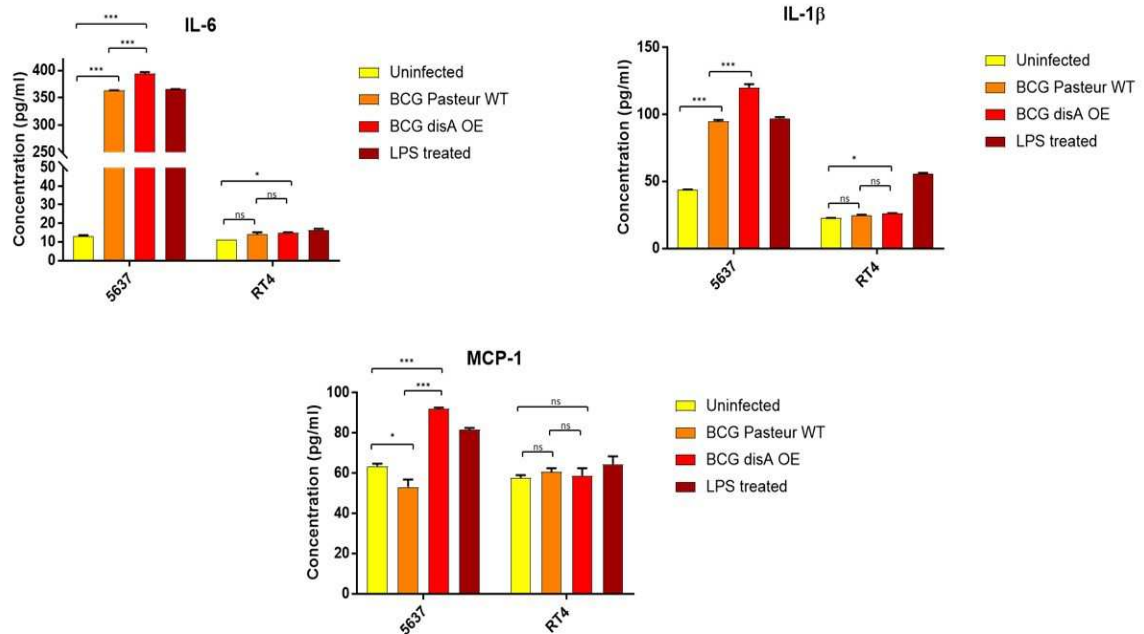 IL-6
***
***
***
Concentration (pg/ml)
400
350
300
250
50
40
30
20
10
0
*
ns
ns
5637
RT4
Uninfected
BCG Pasteur WT
BCG disA OE
LPS treated
IL-1β
Concentration (pg/ml)
150
100
50
0
***
***
*
ns
ns
5637
RT4
Uninfected
BCG Pasteur WT
BCG disA OE
LPS treated
MCP-1
Concentration (pg/ml)
100
80
60
40
20
0
***
***
*
ns
ns
ns
5637
RT4
Uninfected
BCG Pasteur WT
BCG disA OE
LPS treated